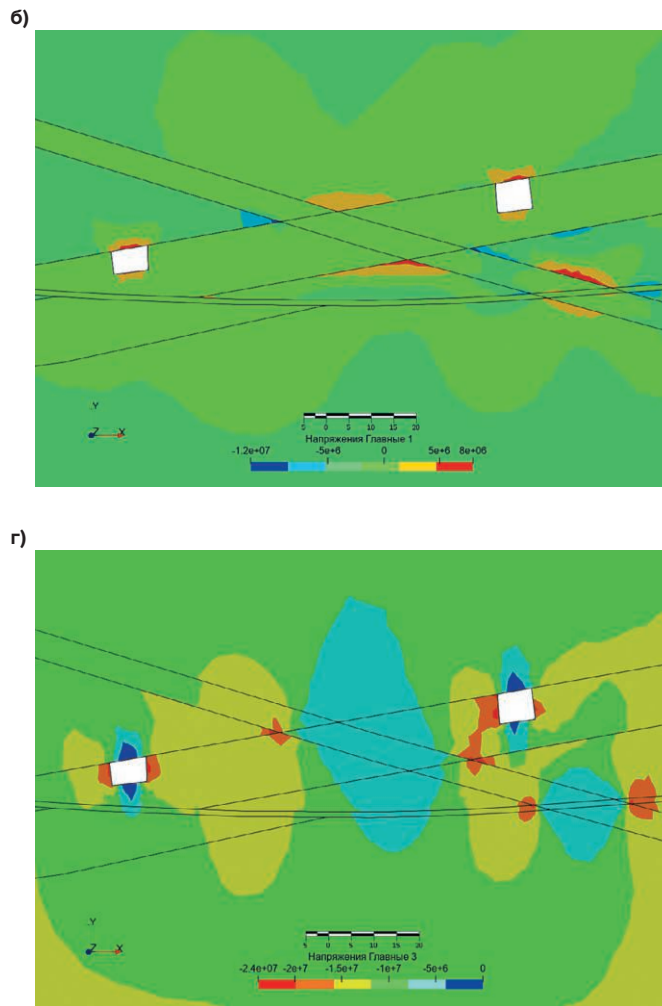 б)
Y
Z X
5 0 5 10 15 20
Напряжения Главные 1
-1.2e+07 -5e+6 0 5e+6 8e+06
г)
Y
Z X
5 0 5 10 15 20
Напряжения Главные 3
-2.4e+07 -2e+7 -1.5e+7 -1e+7 -5e+6 0